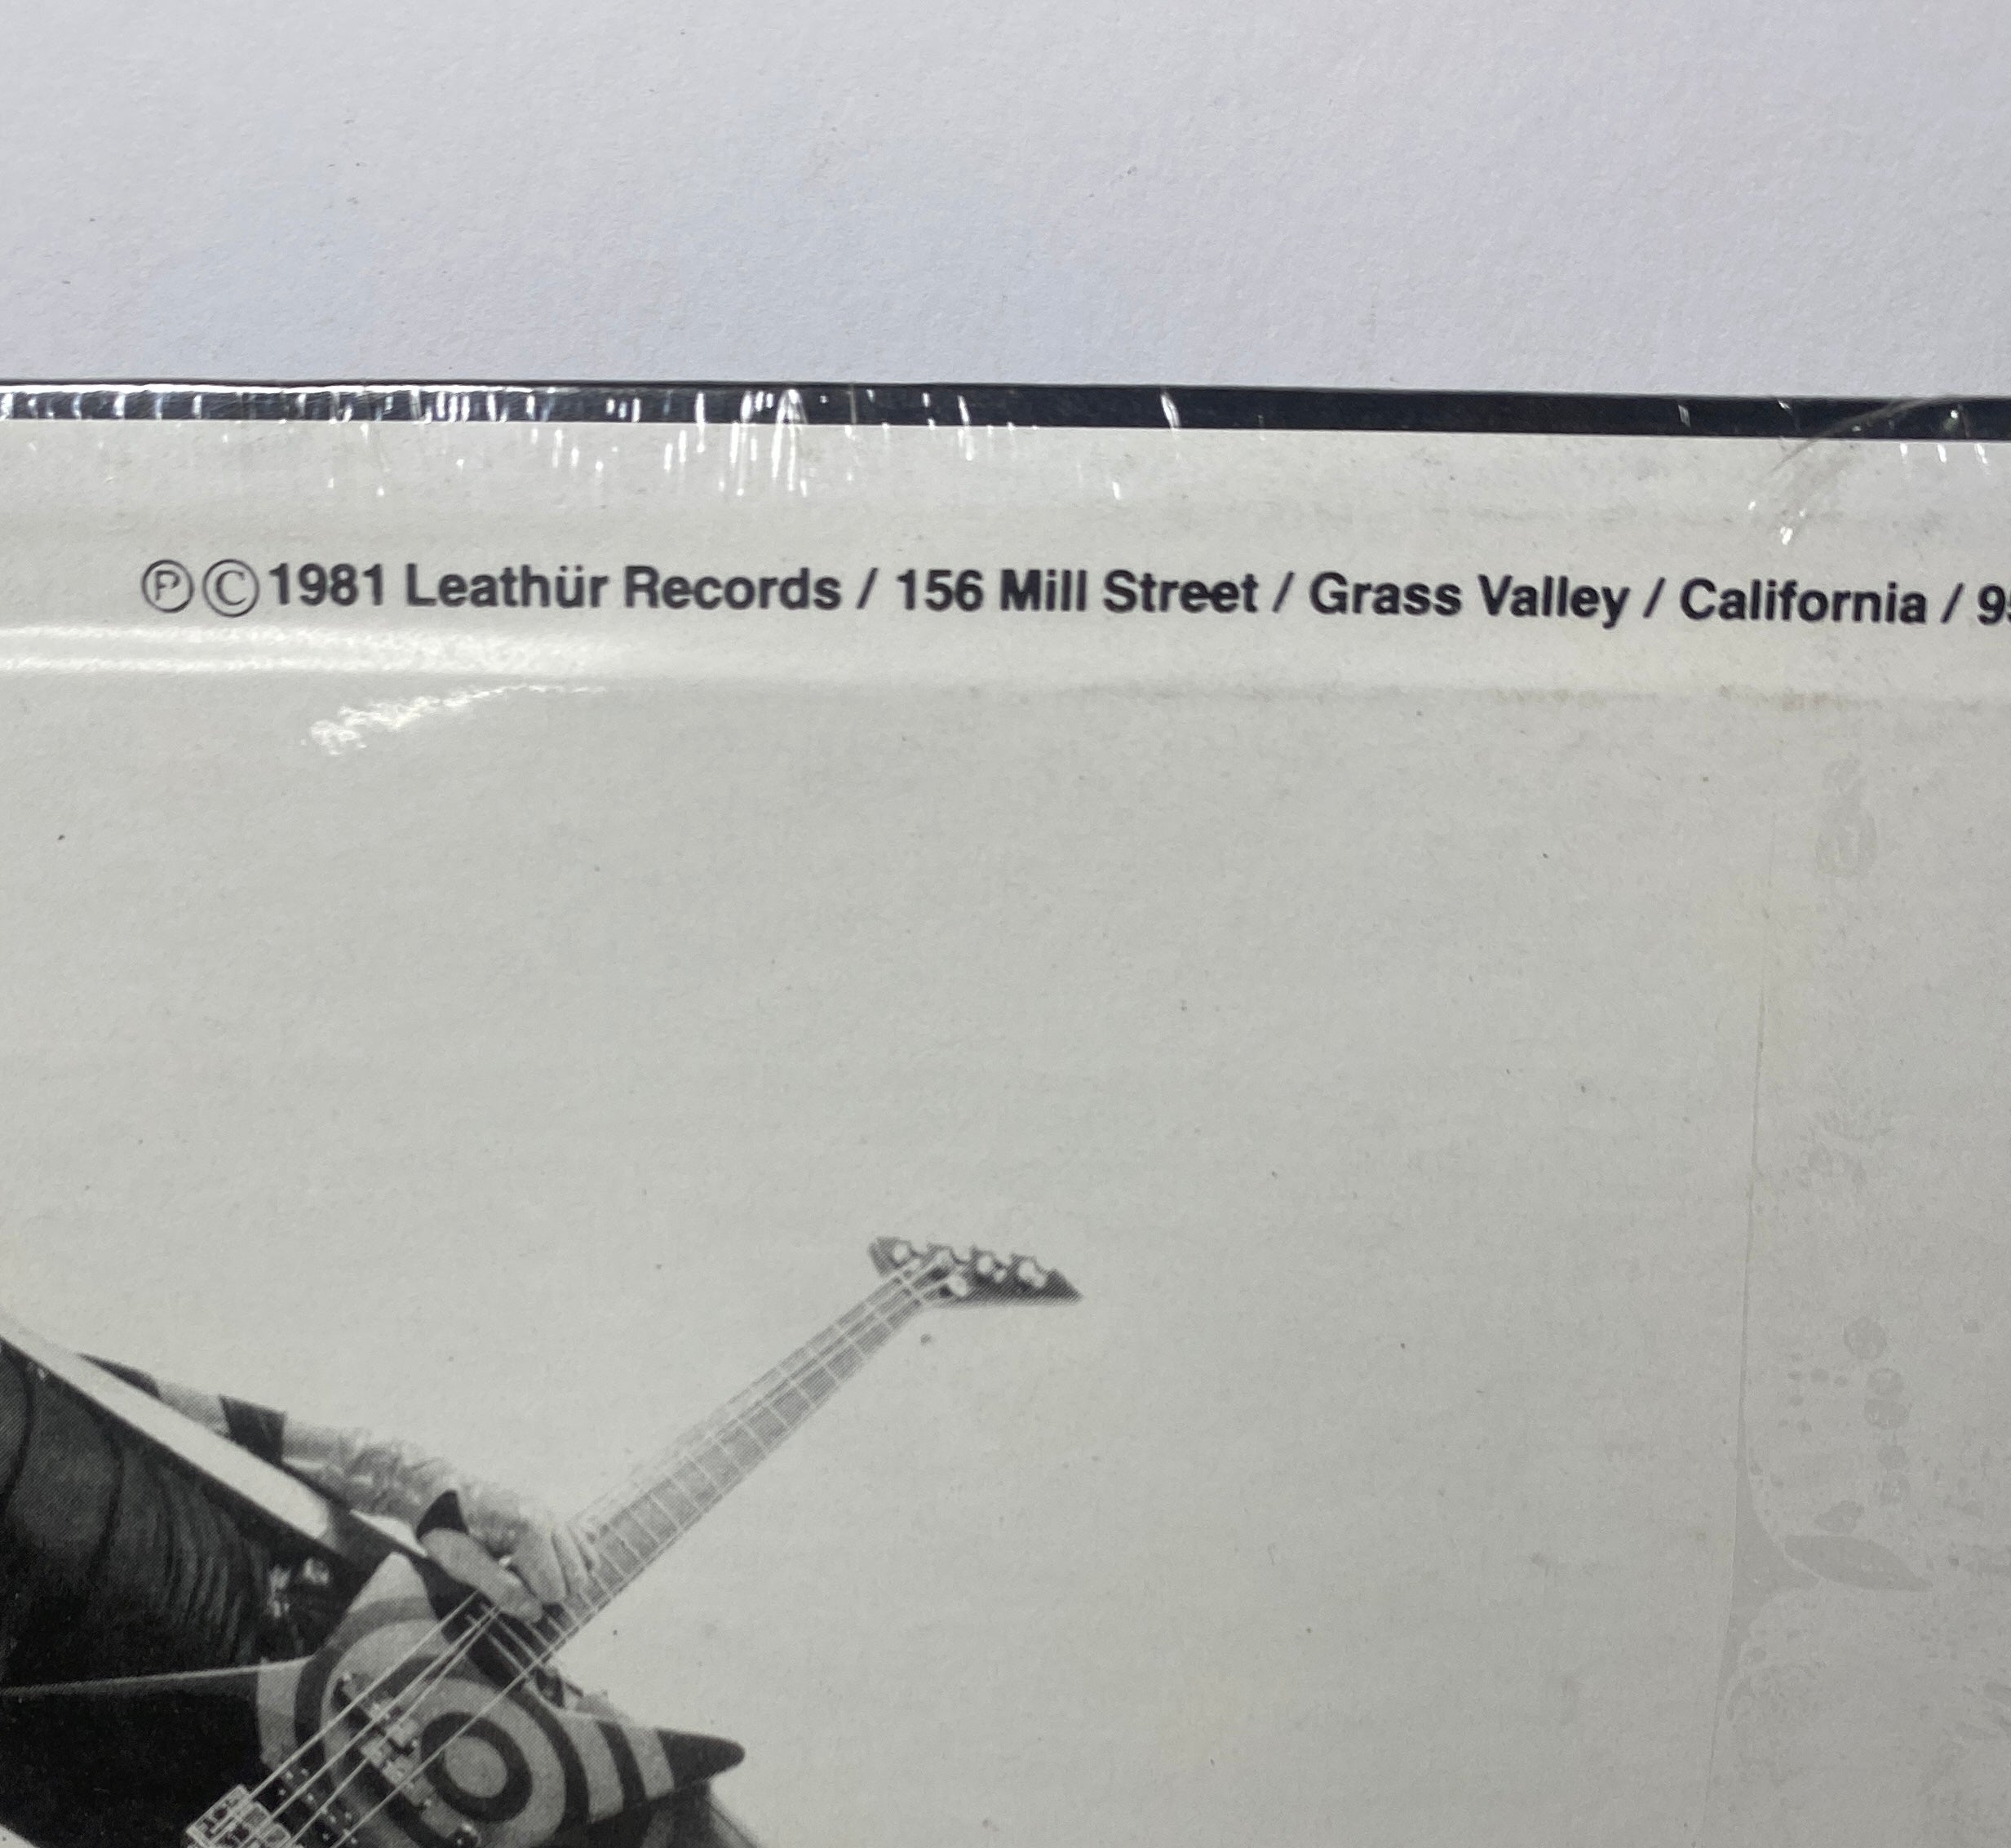 Ⓟ©1981 Leathür Records / 156 Mill Street / Grass Valley / California /